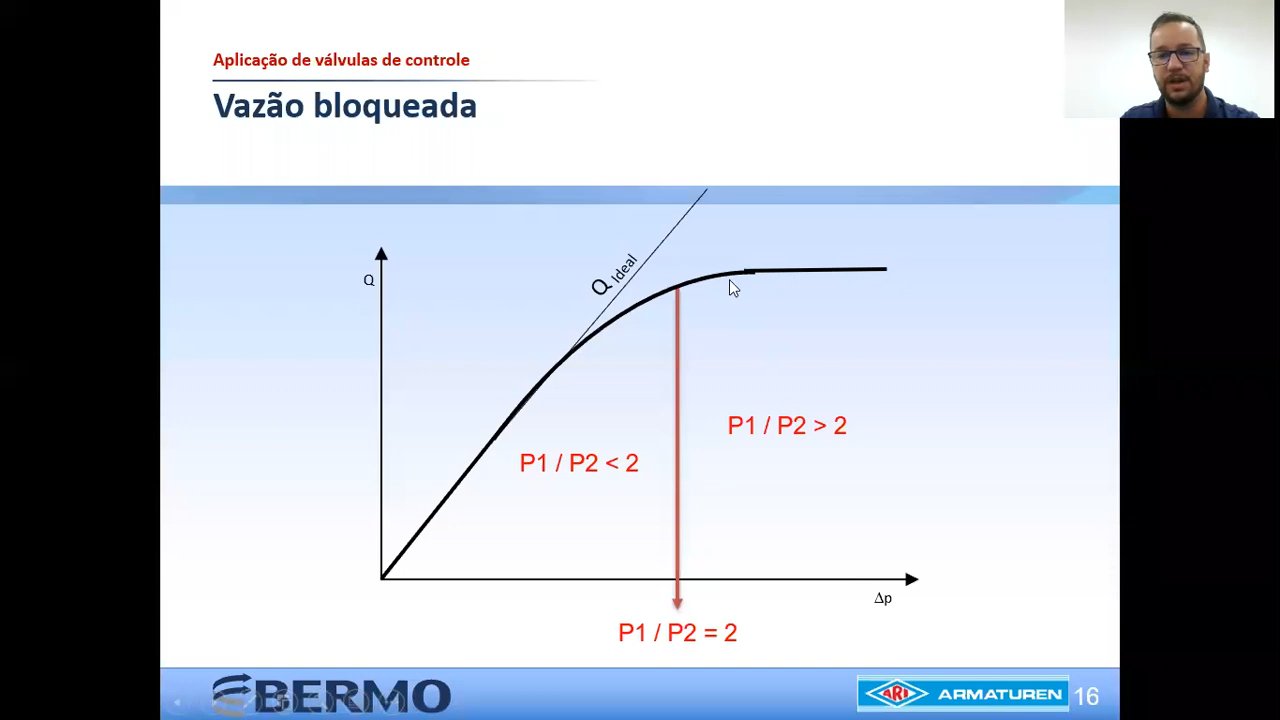 Aplicação de válvulas de controle
Vazão bloqueada
Q
Q Ideal
P1 / P2 > 2
P1 / P2 < 2
Δp
P1 / P2 = 2
BERMO
ARI ARMATUREN
16